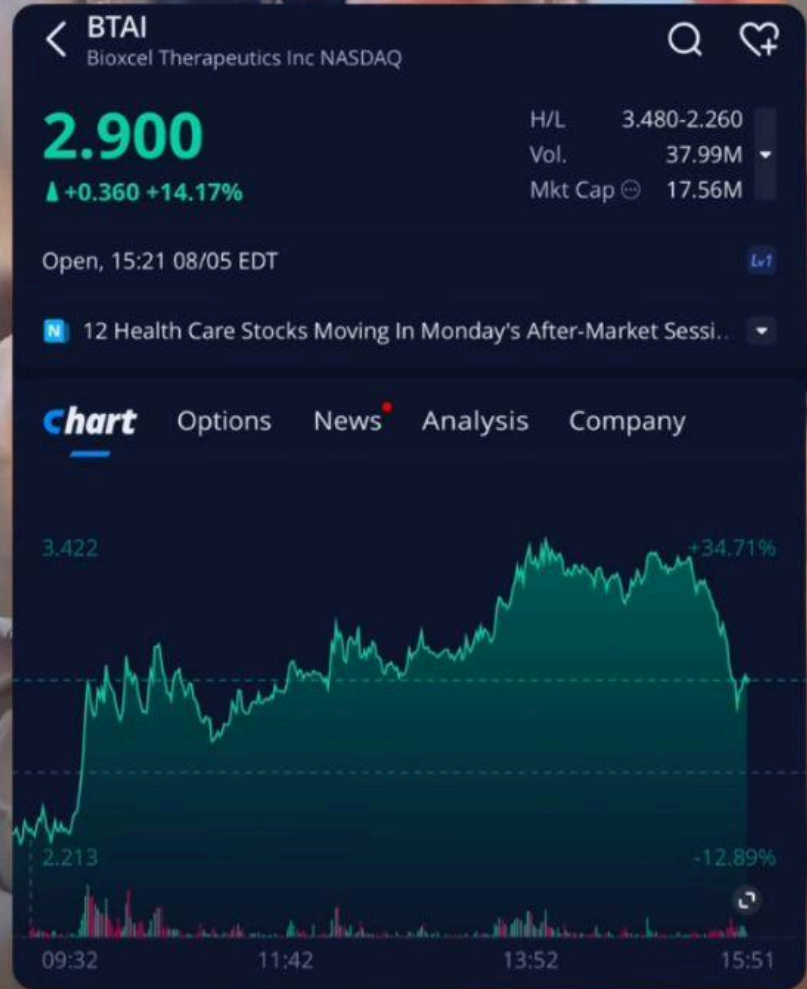 BTAI
Bioxcel Therapeutics Inc NASDAQ
2.900
+0.360 +14.17%
H/L 3.480-2.260
Vol. 37.99M
Mkt Cap 17.56M
Open, 15:21 08/05 EDT
Lv1
N 12 Health Care Stocks Moving In Monday's After-Market Sessi..
Chart Options News Analysis Company
3.422 +34.71%
2.213 -12.89%
09:32 11:42 13:52 15:51